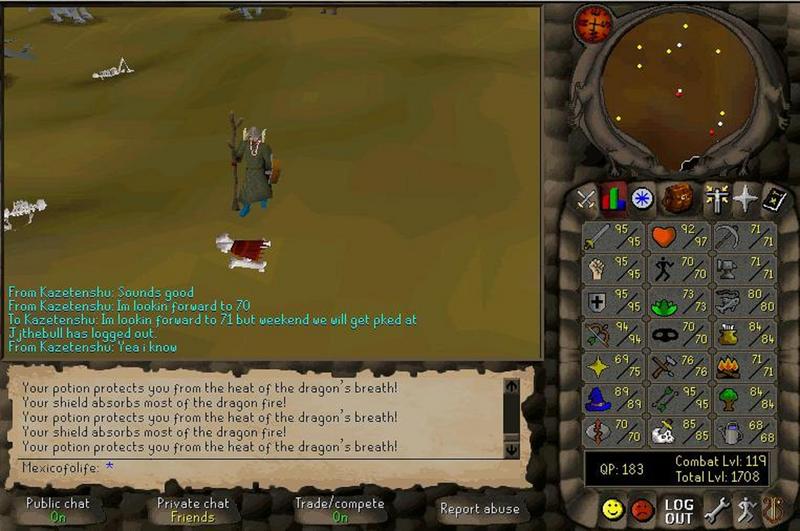 From Kazetenshu: Sounds good
From Kazetenshu: Im lookin forward to 70
To Kazetenshu: Im lookin forward to 71 but weekend we will get pked at
Jjthebull has logged out.
From Kazetenshu: Yea i know
Your potion protects you from the heat of the dragon's breath!
Your shield absorbs most of the dragon fire!
Your potion protects you from the heat of the dragon's breath!
Your shield absorbs most of the dragon fire!
Your potion protects you from the heat of the dragon's breath!
Mexicofolife: *
Public chat
On
Private chat
Friends
Trade/compete
On
Report abuse
95/95 92/97 71/71
95/95 70/70 71/71
95/95 73/73 80/80
94/94 70/70 84/84
69/75 76/76 71/71
89/89 95/95 84/84
70/70 85/85 68/68
QP: 183
Combat Lvl: 119
Total Lvl: 1708
LOG
OUT